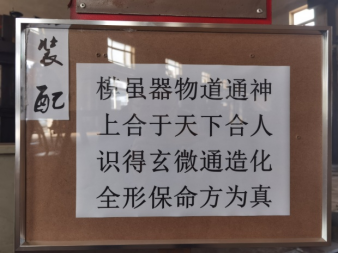 装配
横虽器物道通神
上合于天下合人
识得玄微通造化
全形保命方为真